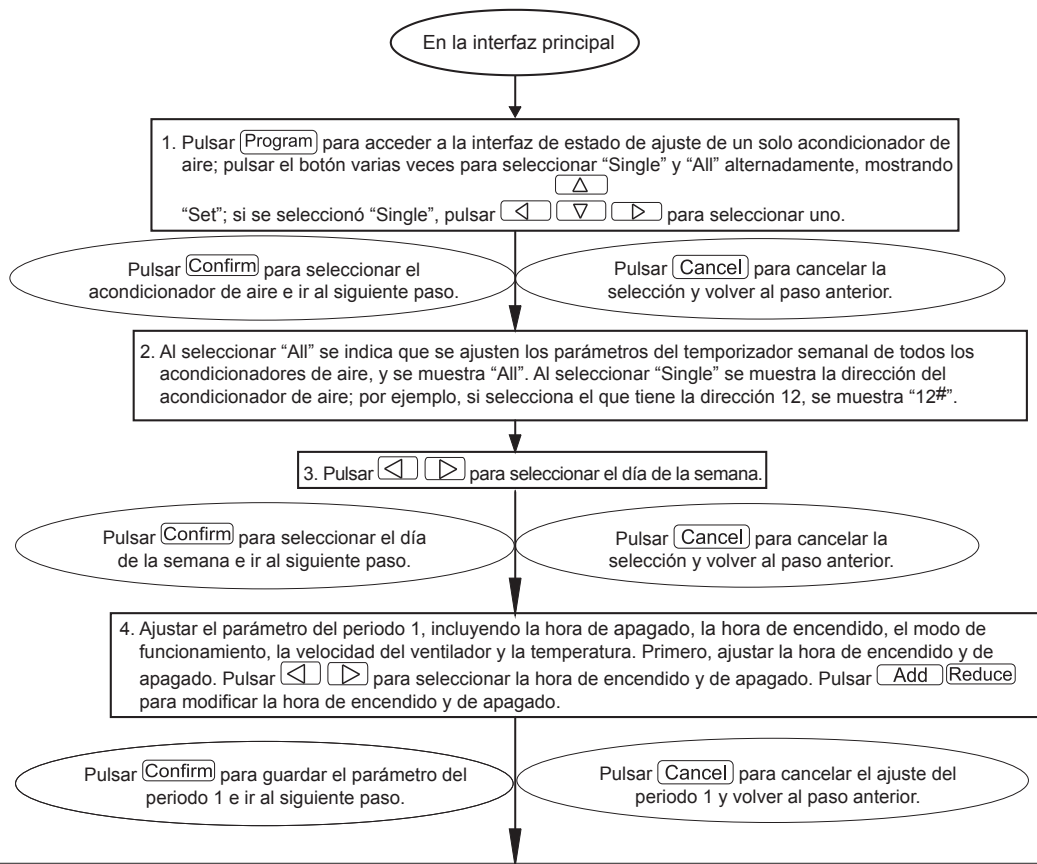 En la interfaz principal
1. Pulsar Program para acceder a la interfaz de estado de ajuste de un solo acondicionador de
aire; pulsar el botón varias veces para seleccionar “Single” y “All” alternadamente, mostrando
△
“Set”; si se seleccionó “Single”, pulsar ◁ ▽ ▷ para seleccionar uno.
Pulsar Confirm para seleccionar el
acondicionador de aire e ir al siguiente paso.
Pulsar Cancel para cancelar la
selección y volver al paso anterior.
2. Al seleccionar “All” se indica que se ajusten los parámetros del temporizador semanal de todos los
acondicionadores de aire, y se muestra “All”. Al seleccionar “Single” se muestra la dirección del
acondicionador de aire; por ejemplo, si selecciona el que tiene la dirección 12, se muestra “12#”.
3. Pulsar ◁ ▷ para seleccionar el día de la semana.
Pulsar Confirm para seleccionar el día
de la semana e ir al siguiente paso.
Pulsar Cancel para cancelar la
selección y volver al paso anterior.
4. Ajustar el parámetro del periodo 1, incluyendo la hora de apagado, la hora de encendido, el modo de
funcionamiento, la velocidad del ventilador y la temperatura. Primero, ajustar la hora de encendido y de
apagado. Pulsar ◁ ▷ para seleccionar la hora de encendido y de apagado. Pulsar Add Reduce
para modificar la hora de encendido y de apagado.
Pulsar Confirm para guardar el parámetro del
periodo 1 e ir al siguiente paso.
Pulsar Cancel para cancelar el ajuste del
periodo 1 y volver al paso anterior.